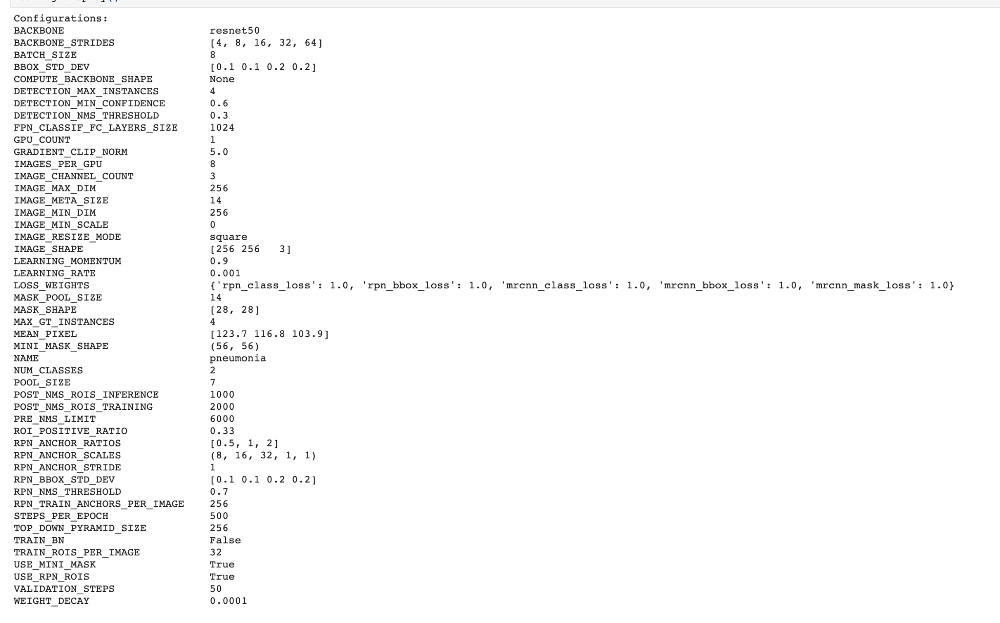 Configurations:
BACKBONE                       resnet50
BACKBONE_STRIDES               [4, 8, 16, 32, 64]
BATCH_SIZE                     8
BBOX_STD_DEV                   [0.1 0.1 0.2 0.2]
COMPUTE_BACKBONE_SHAPE         None
DETECTION_MAX_INSTANCES        4
DETECTION_MIN_CONFIDENCE       0.6
DETECTION_NMS_THRESHOLD        0.3
FPN_CLASSIF_FC_LAYERS_SIZE     1024
GPU_COUNT                      1
GRADIENT_CLIP_NORM             5.0
IMAGES_PER_GPU                 8
IMAGE_CHANNEL_COUNT            3
IMAGE_MAX_DIM                  256
IMAGE_META_SIZE                14
IMAGE_MIN_DIM                  256
IMAGE_MIN_SCALE                0
IMAGE_RESIZE_MODE              square
IMAGE_SHAPE                    [256 256   3]
LEARNING_MOMENTUM              0.9
LEARNING_RATE                  0.001
LOSS_WEIGHTS                   {'rpn_class_loss': 1.0, 'rpn_bbox_loss': 1.0, 'mrcnn_class_loss': 1.0, 'mrcnn_bbox_loss': 1.0, 'mrcnn_mask_loss': 1.0}
MASK_POOL_SIZE                 14
MASK_SHAPE                     [28, 28]
MAX_GT_INSTANCES               4
MEAN_PIXEL                     [123.7 116.8 103.9]
MINI_MASK_SHAPE                (56, 56)
NAME                           pneumonia
NUM_CLASSES                    2
POOL_SIZE                      7
POST_NMS_ROIS_INFERENCE        1000
POST_NMS_ROIS_TRAINING         2000
PRE_NMS_LIMIT                  6000
ROI_POSITIVE_RATIO             0.33
RPN_ANCHOR_RATIOS              [0.5, 1, 2]
RPN_ANCHOR_SCALES              (8, 16, 32, 1, 1)
RPN_ANCHOR_STRIDE              1
RPN_BBOX_STD_DEV               [0.1 0.1 0.2 0.2]
RPN_NMS_THRESHOLD              0.7
RPN_TRAIN_ANCHORS_PER_IMAGE    256
STEPS_PER_EPOCH                500
TOP_DOWN_PYRAMID_SIZE          256
TRAIN_BN                       False
TRAIN_ROIS_PER_IMAGE           32
USE_MINI_MASK                  True
USE_RPN_ROIS                   True
VALIDATION_STEPS               50
WEIGHT_DECAY                   0.0001